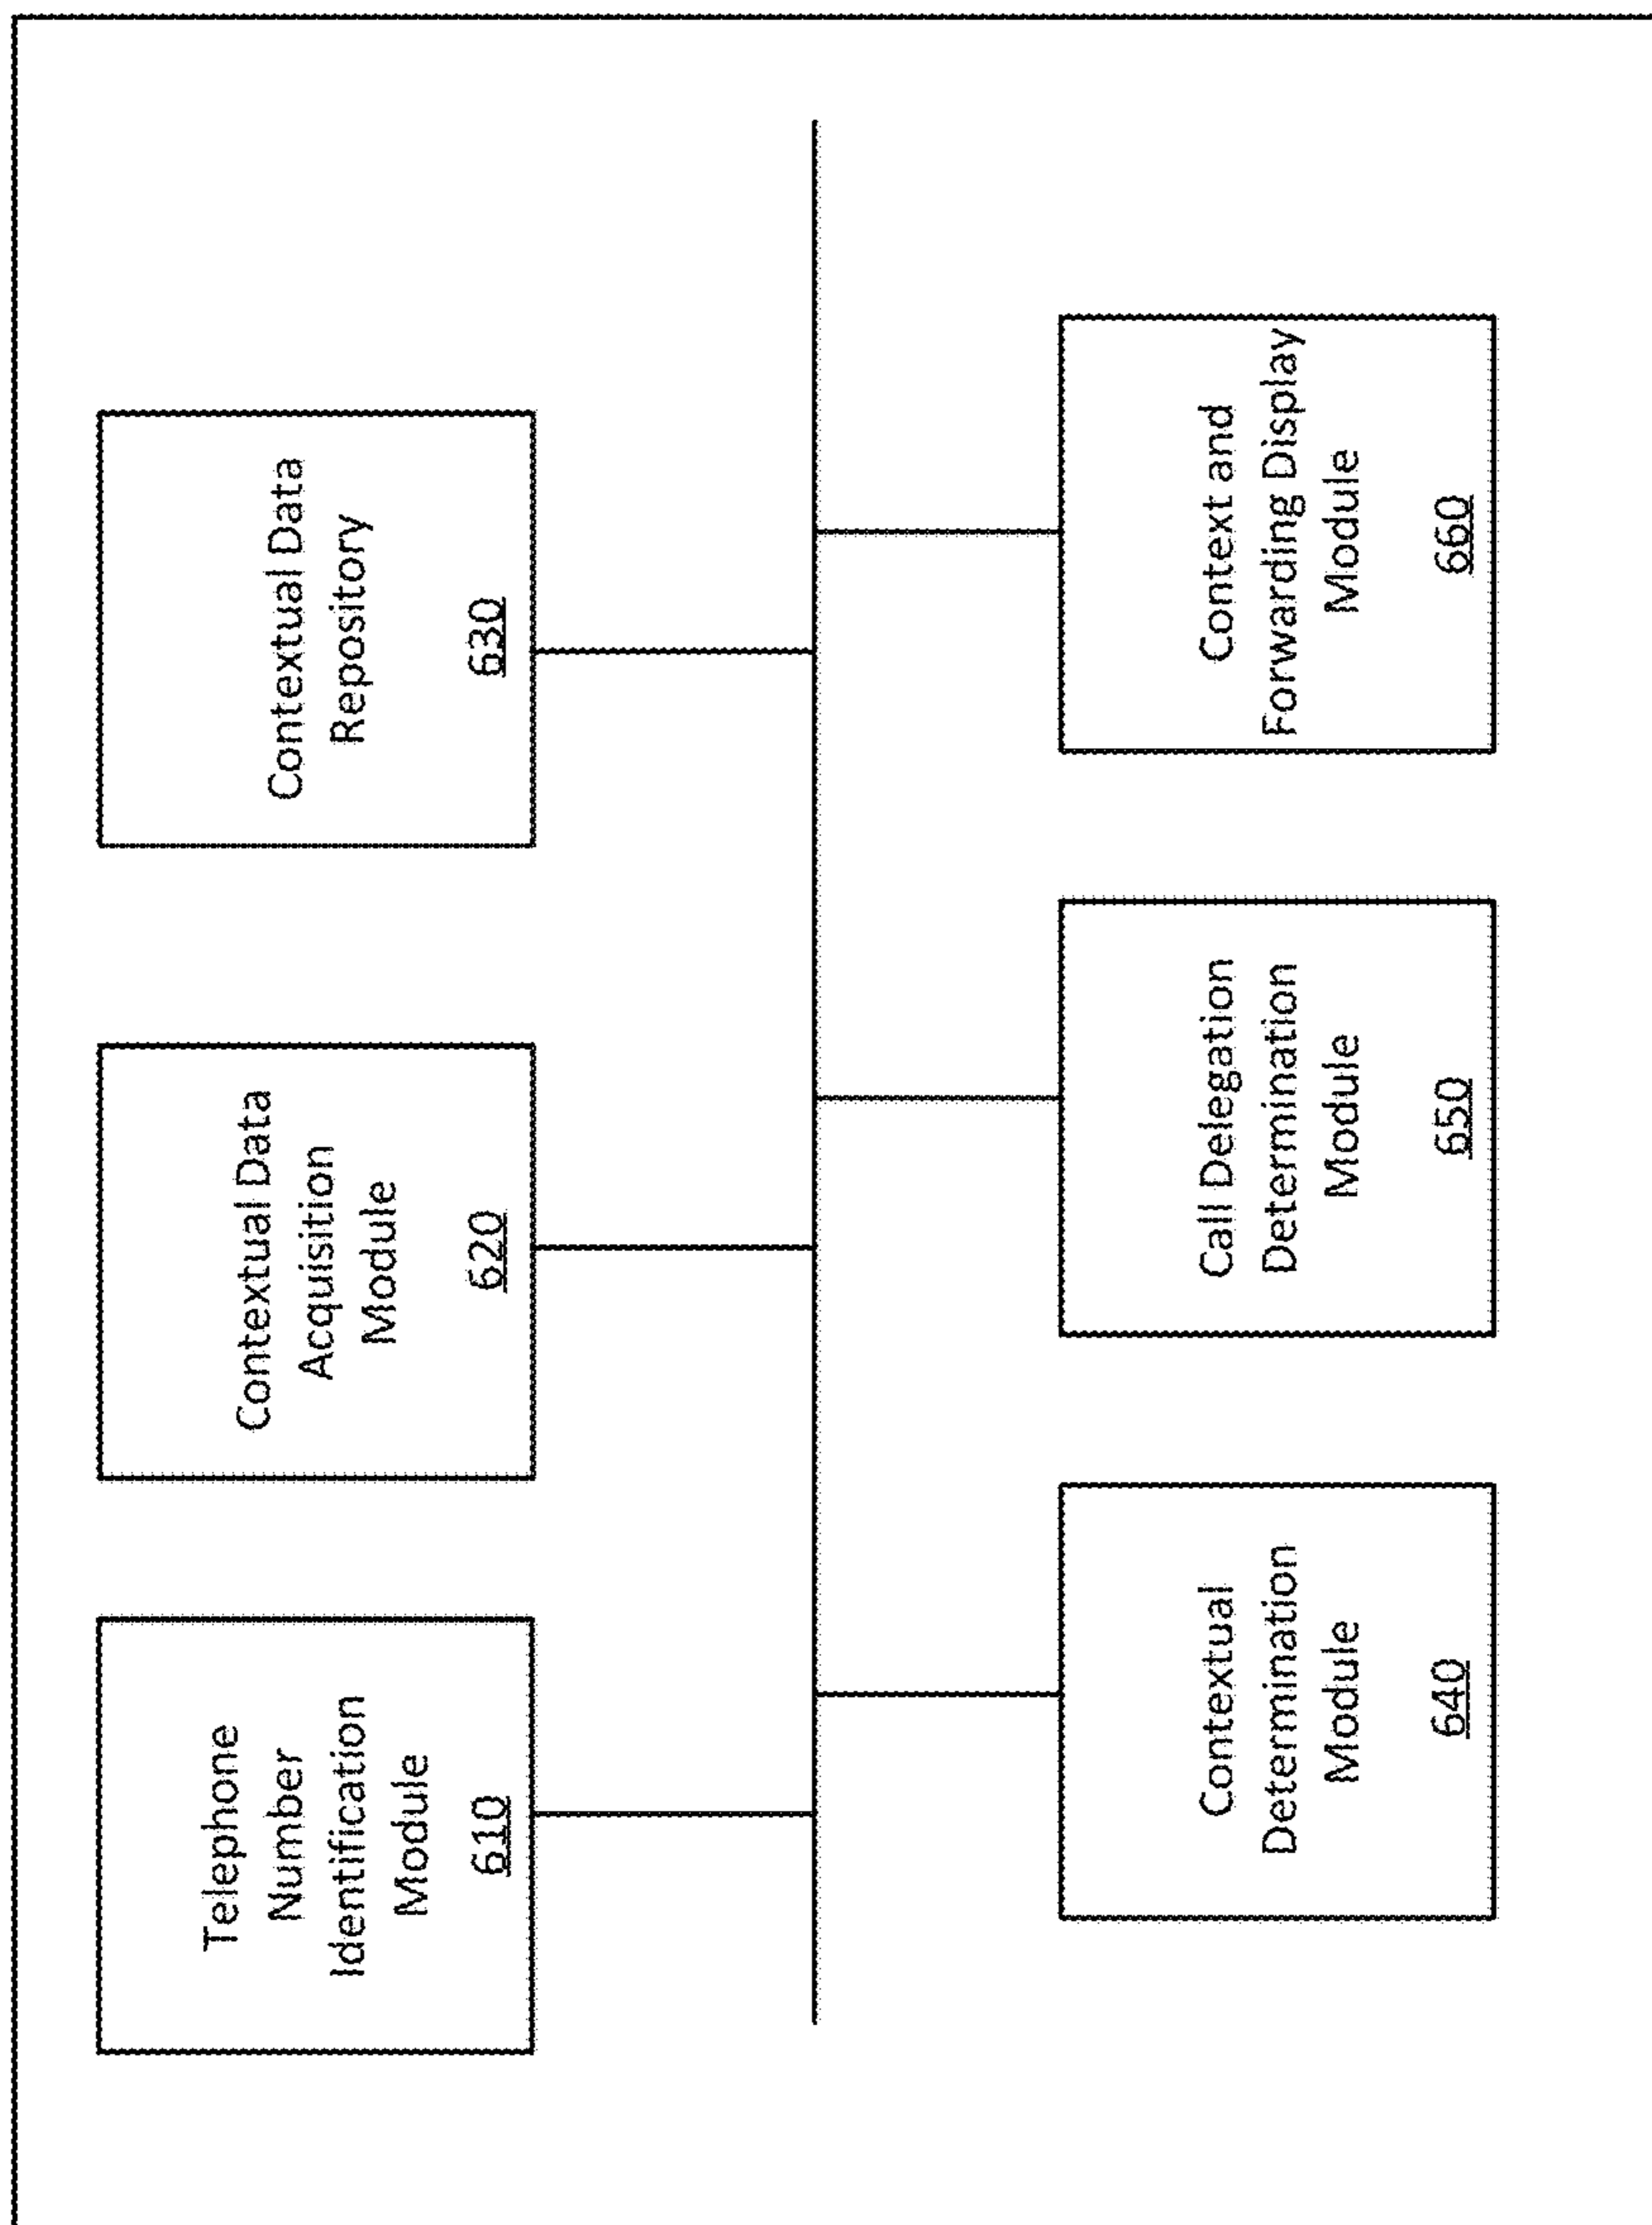 Telephone
Number
Identification
Module
610
Contextual Data
Acquisition
Module
620
Contextual Data
Repository
630
Contextual
Determination
Module
640
Call Delegation
Determination
Module
650
Context and
Forwarding Display
Module
660